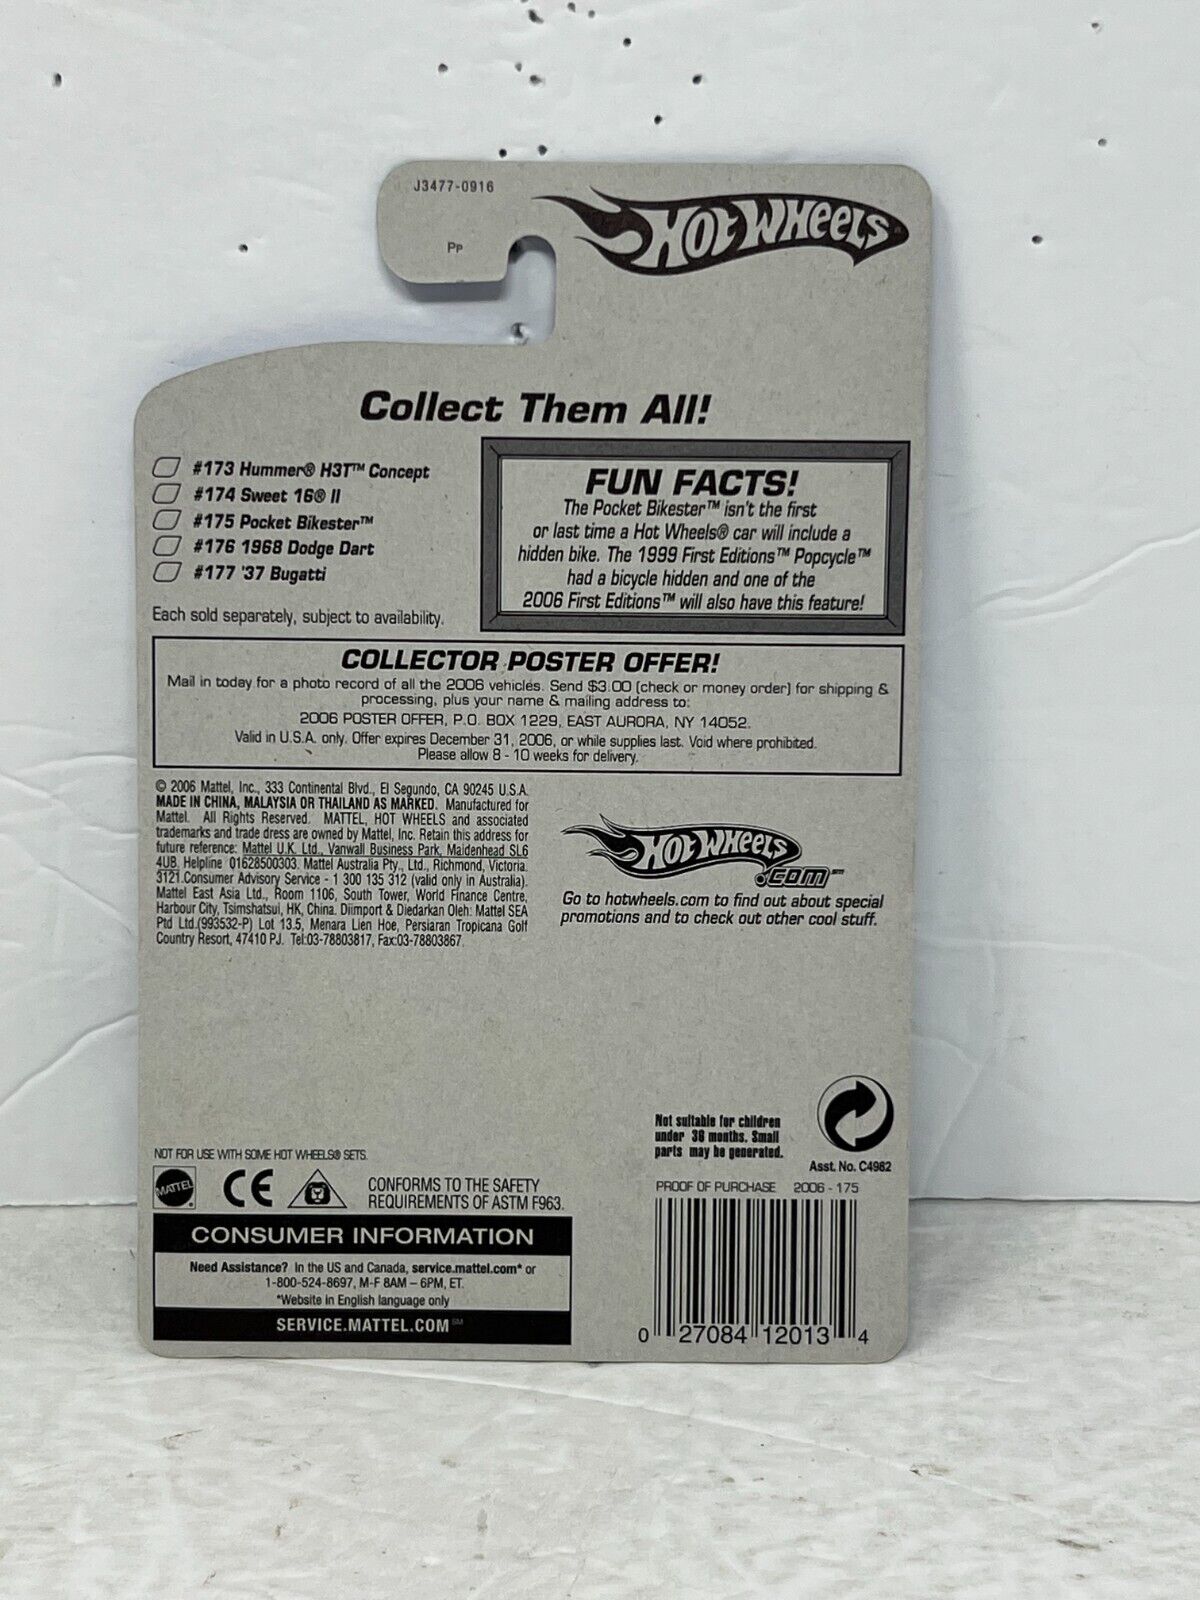 J3477-0916
PP
HOT WHEELS®
Collect Them All!
#173 Hummer® H3T™ Concept
#174 Sweet 16® II
#175 Pocket Bikester™
#176 1968 Dodge Dart
#177 '37 Bugatti
Each sold separately, subject to availability.
FUN FACTS!
The Pocket Bikester™ isn't the first
or last time a Hot Wheels® car will include a
hidden bike. The 1999 First Editions™ Popcycle™
had a bicycle hidden and one of the
2006 First Editions™ will also have this feature!
COLLECTOR POSTER OFFER!
Mail in today for a photo record of all the 2006 vehicles. Send $3.00 (check or money order) for shipping &
processing, plus your name & mailing address to:
2006 POSTER OFFER, P.O. BOX 1229, EAST AURORA, NY 14052.
Valid in U.S.A. only. Offer expires December 31, 2006, or while supplies last. Void where prohibited.
Please allow 8 - 10 weeks for delivery.
© 2006 Mattel, Inc., 333 Continental Blvd., El Segundo, CA 90245 U.S.A.
MADE IN CHINA, MALAYSIA OR THAILAND AS MARKED. Manufactured for
Mattel. All Rights Reserved. MATTEL, HOT WHEELS and associated
trademarks and trade dress are owned by Mattel, Inc. Retain this address for
future reference: Mattel U.K. Ltd., Vanwall Business Park, Maidenhead SL6
4UB. Helpline 01628500303. Mattel Australia Pty., Ltd., Richmond, Victoria.
3121.Consumer Advisory Service - 1 300 135 312 (valid only in Australia).
Mattel East Asia Ltd., Room 1106, South Tower, World Finance Centre,
Harbour City, Tsimshatsui, HK, China. Diimport & Diedarkan Oleh: Mattel SEA
Ptd Ltd.(993532-P) Lot 13.5, Menara Lien Hoe, Persiaran Tropicana Golf
Country Resort, 47410 PJ. Tel:03-78803817, Fax:03-78803867.
HOT WHEELS
.com℠
Go to hotwheels.com to find out about special
promotions and to check out other cool stuff.
Not suitable for children
under 36 months. Small
parts may be generated.
Asst. No. C4982
NOT FOR USE WITH SOME HOT WHEELS® SETS.
MATTEL
CE
CONFORMS TO THE SAFETY
REQUIREMENTS OF ASTM F963.
CONSUMER INFORMATION
Need Assistance? In the US and Canada, service.mattel.com* or
1-800-524-8697, M-F 8AM – 6PM, ET.
*Website in English language only
SERVICE.MATTEL.COM℠
PROOF OF PURCHASE 2006 - 175
0 27084 12013 4